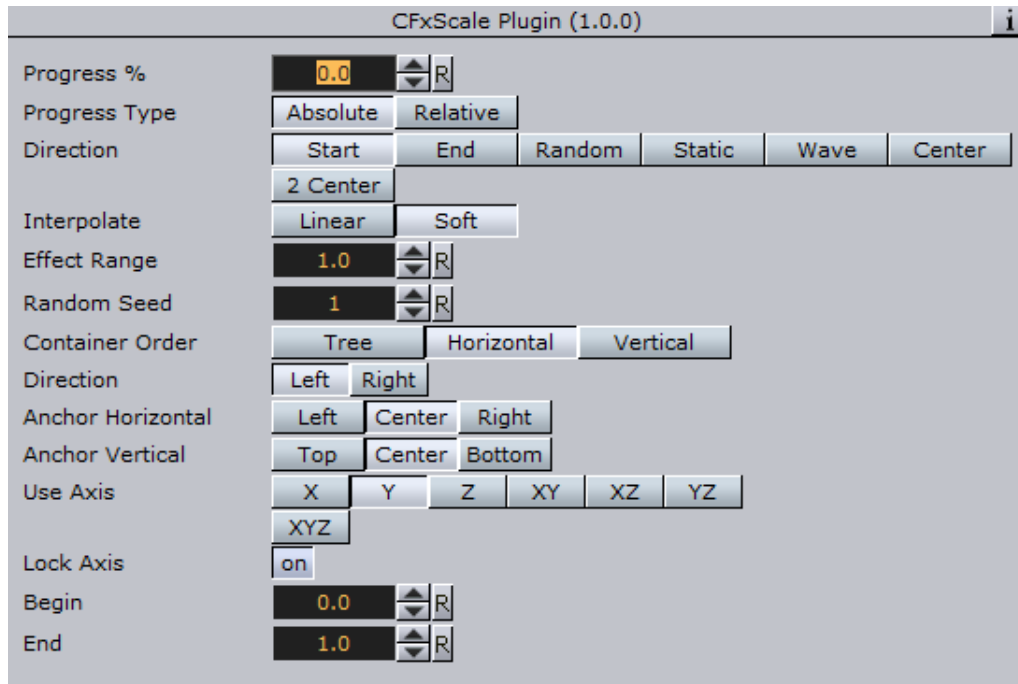 CFxScale Plugin (1.0.0) i
Progress % 0.0 R
Progress Type Absolute Relative
Direction Start End Random Static Wave Center
2 Center
Interpolate Linear Soft
Effect Range 1.0 R
Random Seed 1 R
Container Order Tree Horizontal Vertical
Direction Left Right
Anchor Horizontal Left Center Right
Anchor Vertical Top Center Bottom
Use Axis X Y Z XY XZ YZ
XYZ
Lock Axis on
Begin 0.0 R
End 1.0 R